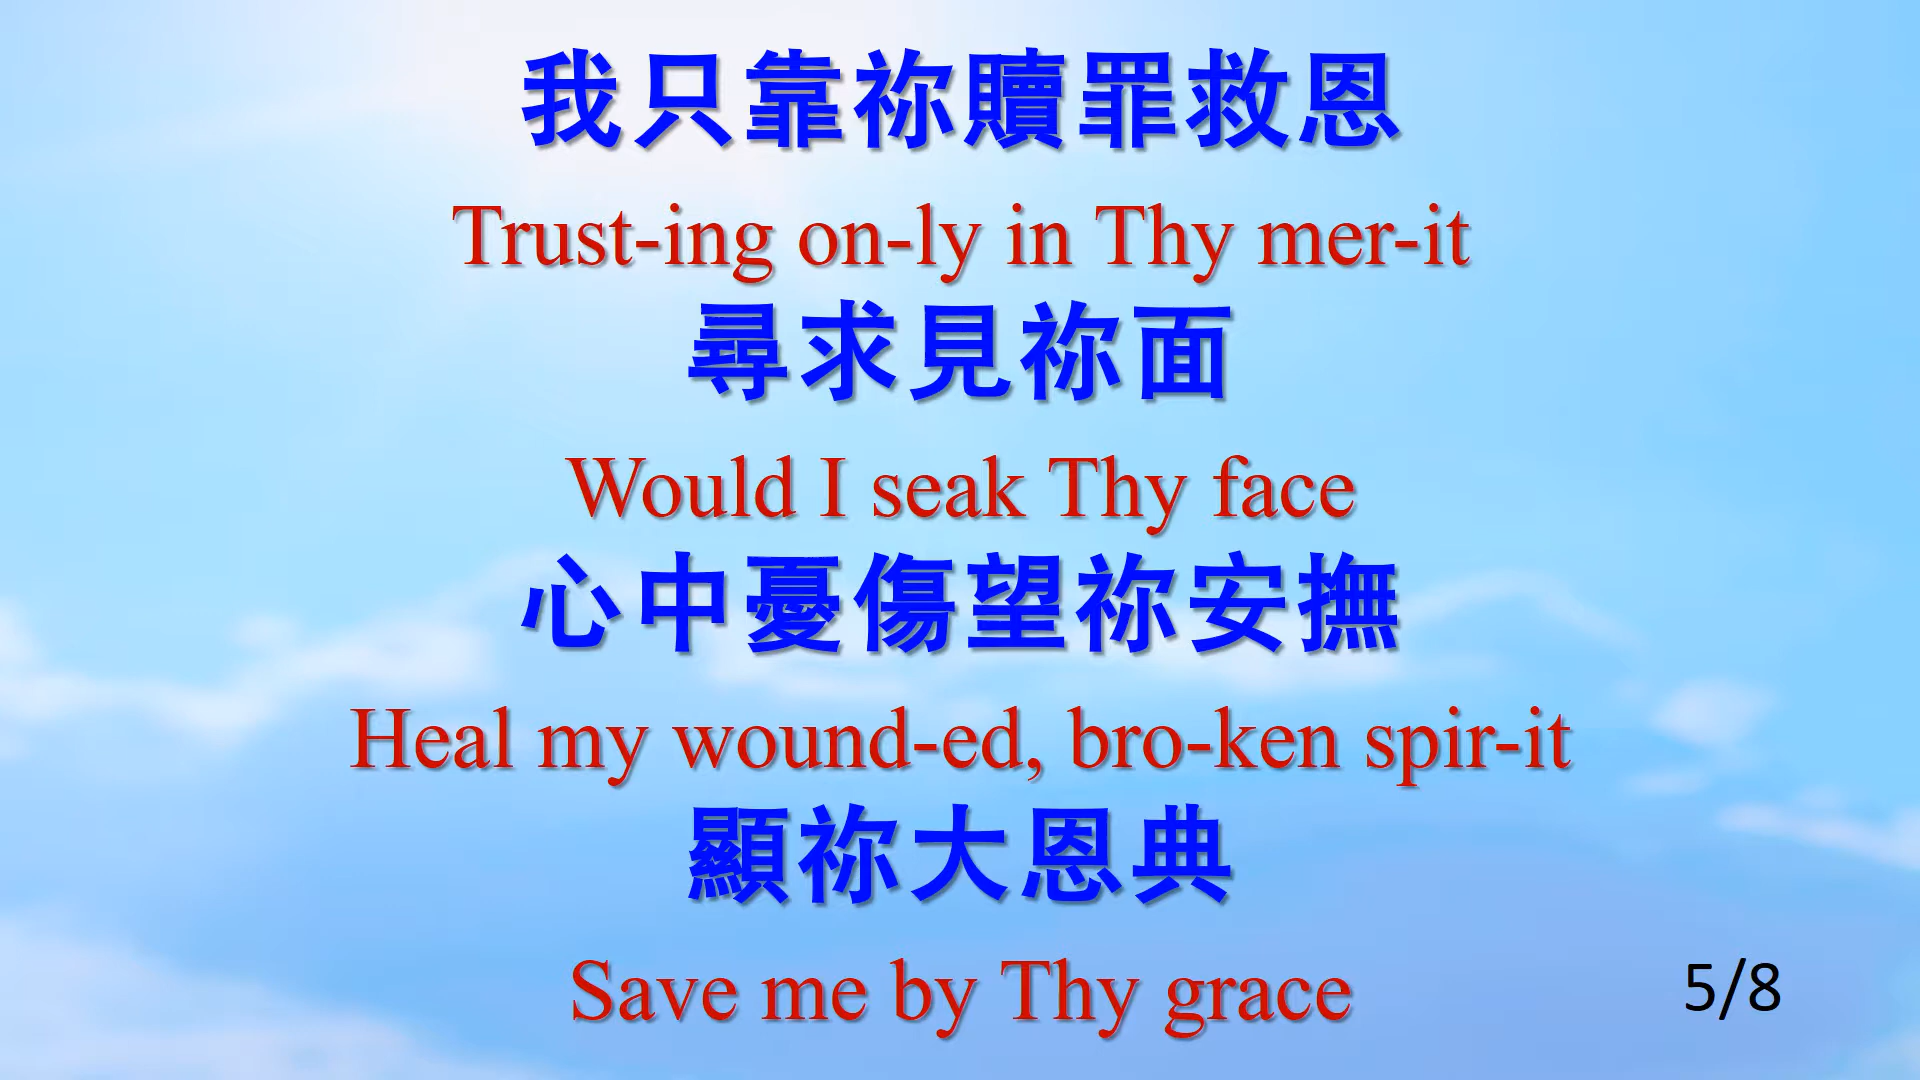 我只靠祢贖罪救恩
Trust-ing on-ly in Thy mer-it
尋求見祢面
Would I seak Thy face
心中憂傷望祢安撫
Heal my wound-ed, bro-ken spir-it
顯祢大恩典
Save me by Thy grace
5/8